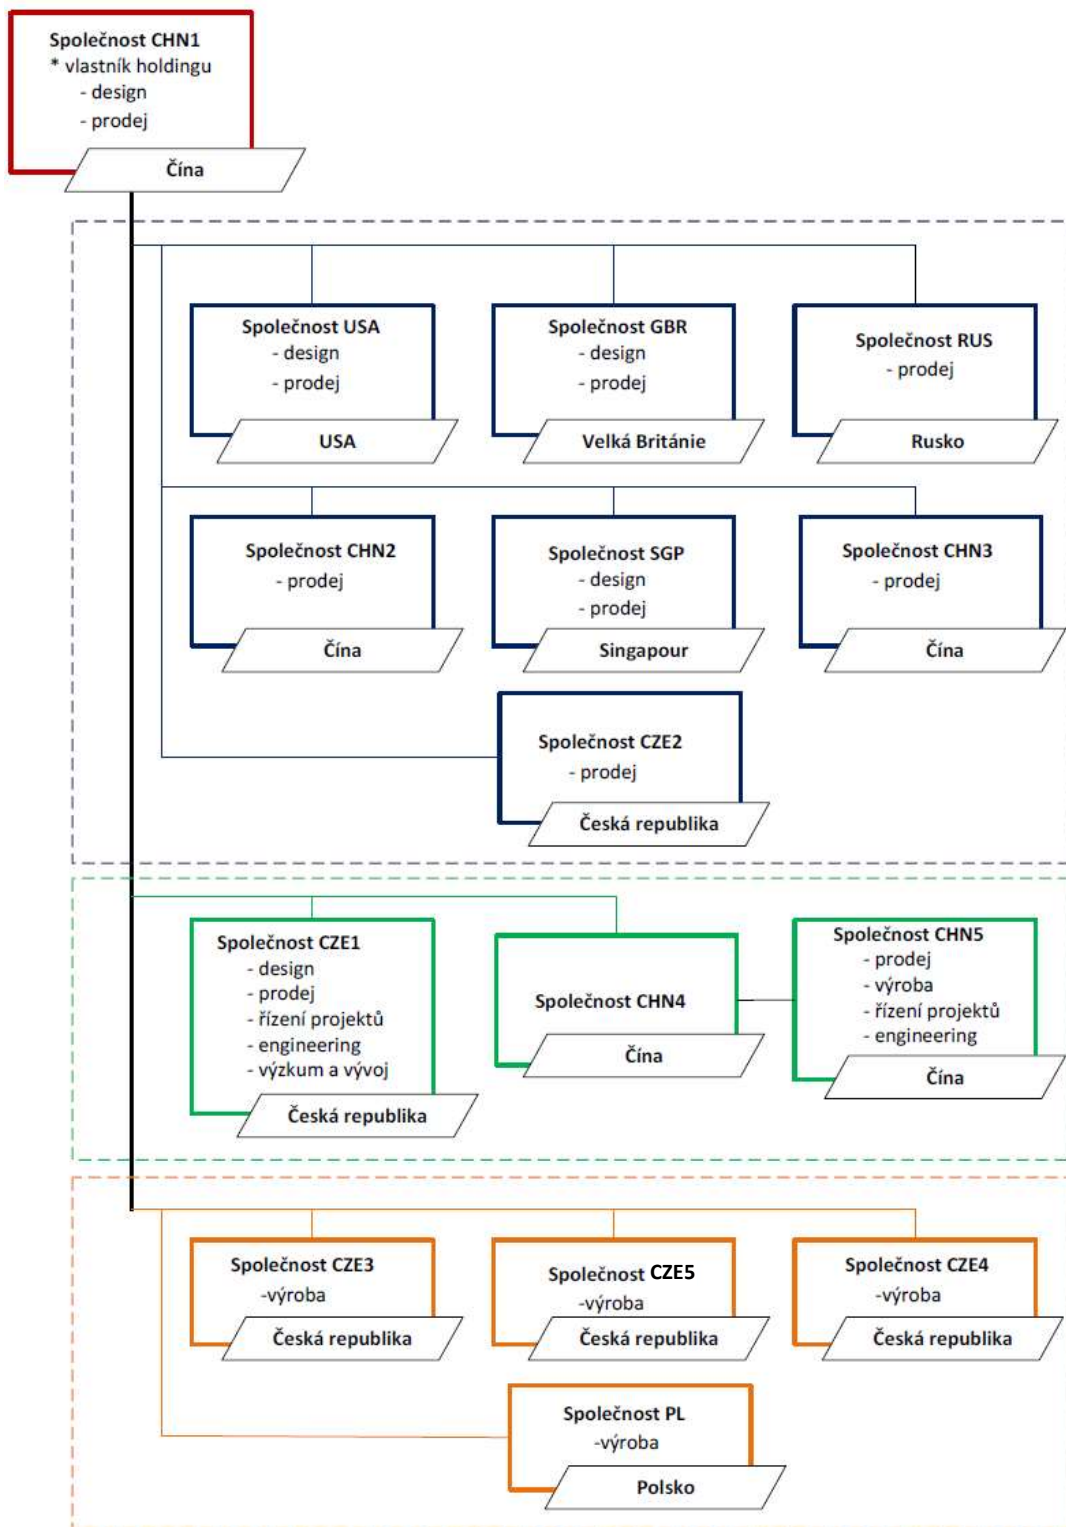 Společnost CHN1
* vlastník holdingu
- design
- prodej
Čína
Společnost USA
- design
- prodej
USA
Společnost GBR
- design
- prodej
Velká Británie
Společnost RUS
- prodej
Rusko
Společnost CHN2
- prodej
Čína
Společnost SGP
- design
- prodej
Singapour
Společnost CHN3
- prodej
Čína
Společnost CZE2
- prodej
Česká republika
Společnost CZE1
- design
- prodej
- řízení projektů
- engineering
- výzkum a vývoj
Česká republika
Společnost CHN4
Čína
Společnost CHN5
- prodej
- výroba
- řízení projektů
- engineering
Čína
Společnost CZE3
-výroba
Česká republika
Společnost CZE5
-výroba
Česká republika
Společnost CZE4
-výroba
Česká republika
Společnost PL
-výroba
Polsko